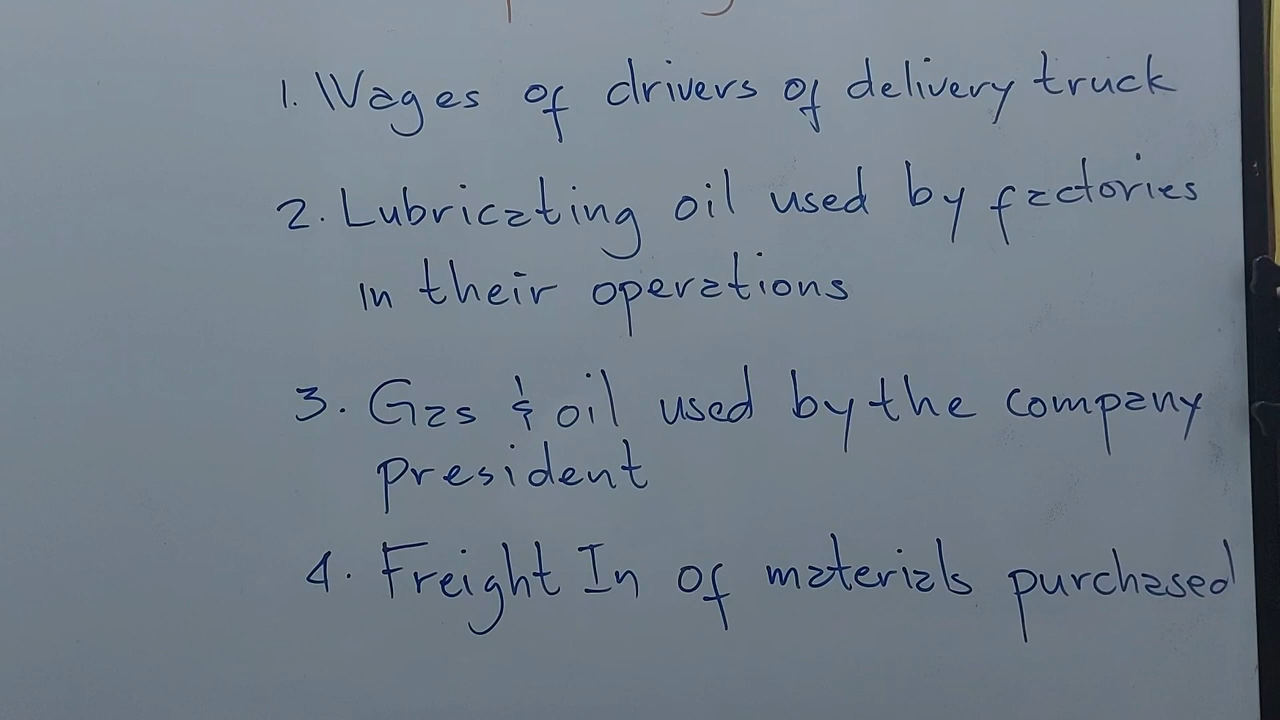 1. Wages of drivers of delivery truck
2. Lubricating oil used by factories
in their operations
3. Gas & oil used by the company
president
4. Freight In of materials purchased